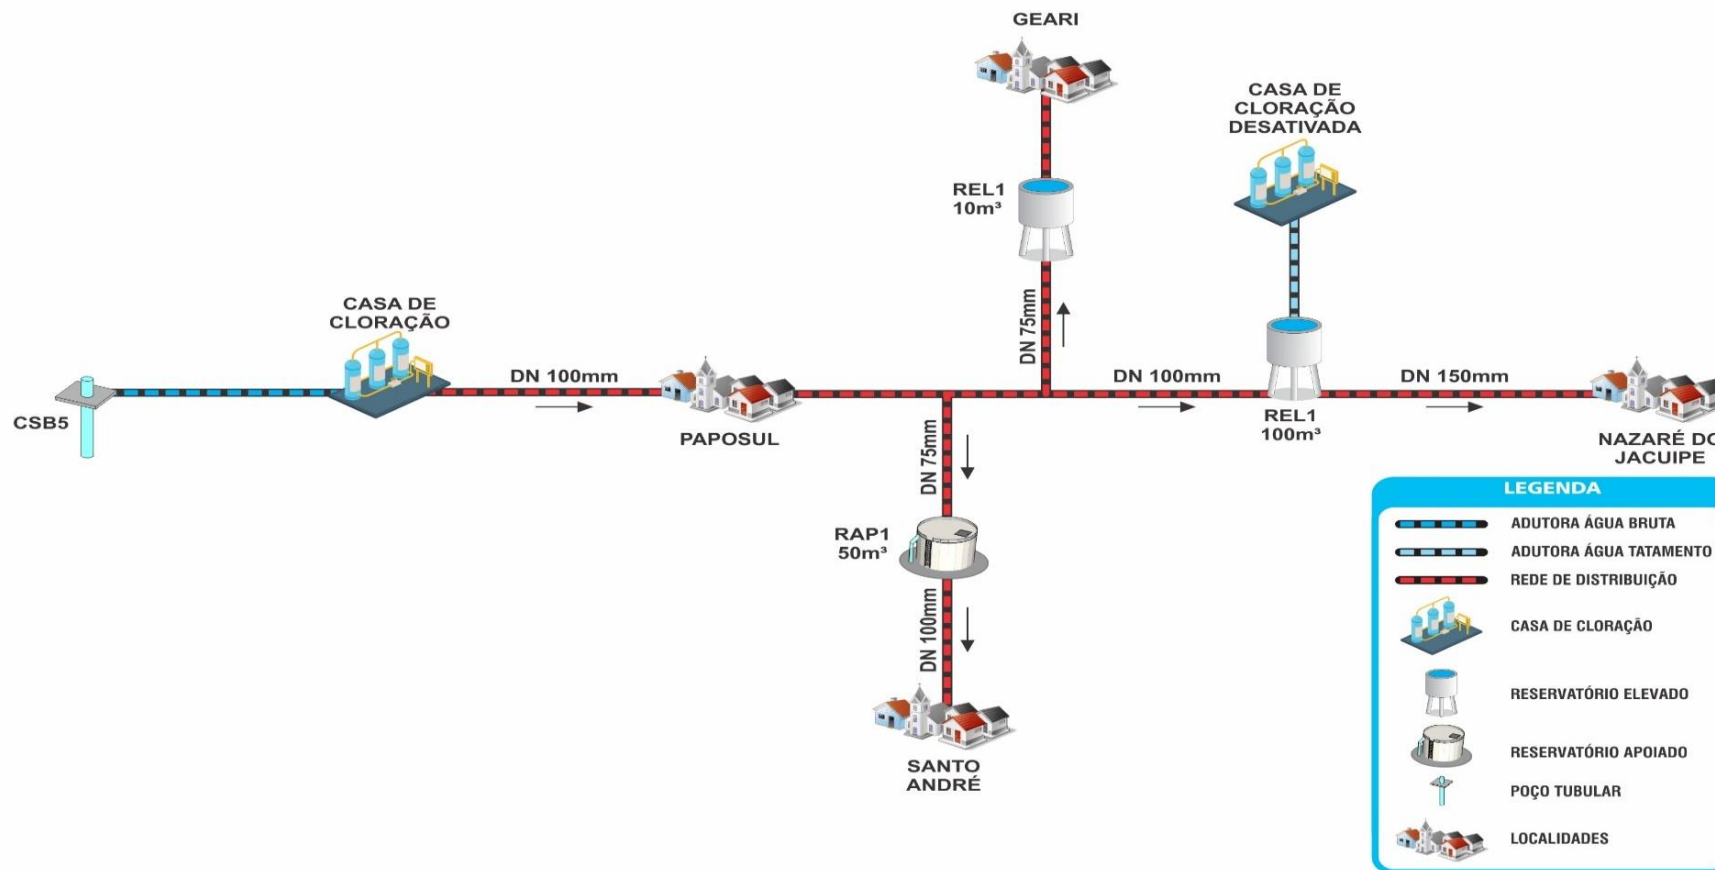 GEARI
CASA DE
CLORAÇÃO
DESATIVADA
REL1
10m³
DN 75mm
CASA DE
CLORAÇÃO
CSB5
DN 100mm
PAPOSUL
DN 100mm
REL1
100m³
DN 150mm
NAZARÉ DO
JACUIPE
DN 75mm
RAP1
50m³
DN 100mm
SANTO
ANDRÉ
LEGENDA
ADUTORA ÁGUA BRUTA
ADUTORA ÁGUA TATAMENTO
REDE DE DISTRIBUIÇÃO
CASA DE CLORAÇÃO
RESERVATÓRIO ELEVADO
RESERVATÓRIO APOIADO
POÇO TUBULAR
LOCALIDADES